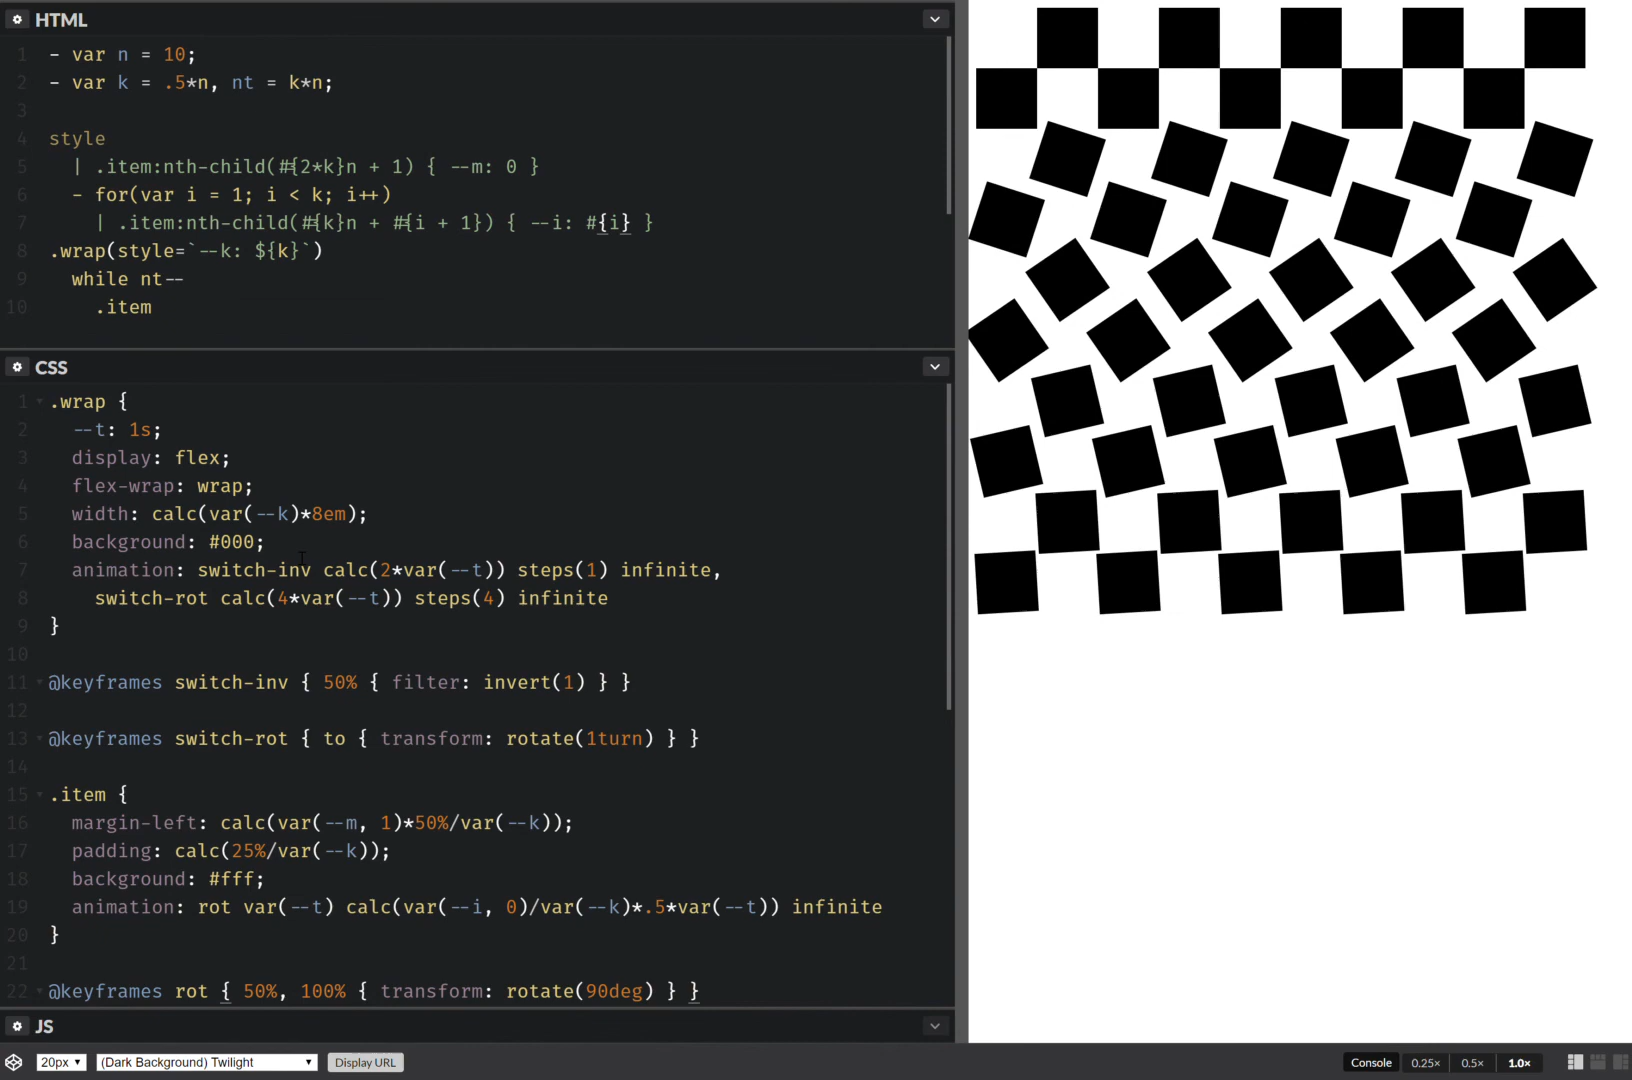 HTML
1 - var n = 10;
2 - var k = .5*n, nt = k*n;
3
4 style
5 | .item:nth-child(#{2*k}n + 1) { --m: 0 }
6 - for(var i = 1; i < k; i++)
7 | .item:nth-child(#{k}n + #{i + 1}) { --i: #{i} }
8 .wrap(style=`--k: ${k}`)
9 while nt--
10 .item
CSS
1 .wrap {
2 --t: 1s;
3 display: flex;
4 flex-wrap: wrap;
5 width: calc(var(--k)*8em);
6 background: #000;
7 animation: switch-inv calc(2*var(--t)) steps(1) infinite,
8 switch-rot calc(4*var(--t)) steps(4) infinite
9 }
10
11 @keyframes switch-inv { 50% { filter: invert(1) } }
12
13 @keyframes switch-rot { to { transform: rotate(1turn) } }
14
15 .item {
16 margin-left: calc(var(--m, 1)*50%/var(--k));
17 padding: calc(25%/var(--k));
18 background: #fff;
19 animation: rot var(--t) calc(var(--i, 0)/var(--k)*.5*var(--t)) infinite
20 }
21
22 @keyframes rot { 50%, 100% { transform: rotate(90deg) } }
JS
20px (Dark Background) Twilight Display URL Console 0.25× 0.5× 1.0×